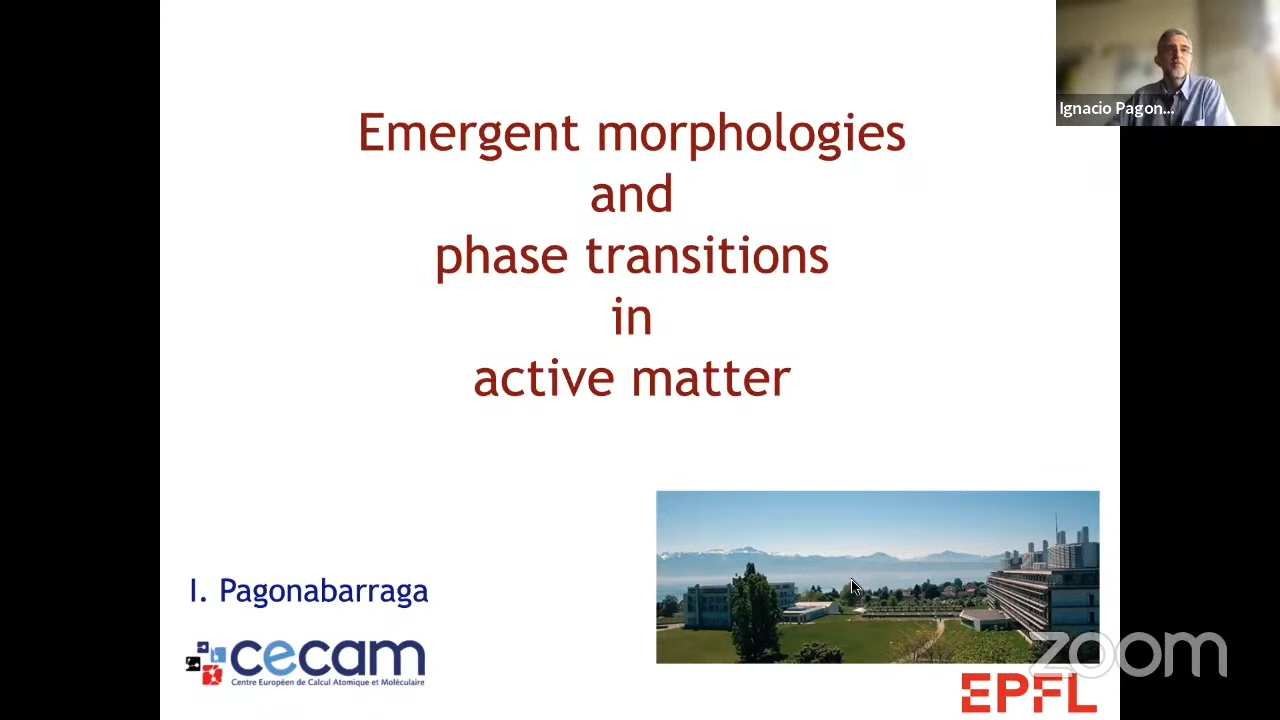 Emergent morphologies
and
phase transitions
in
active matter
Ignacio Pagon...
I. Pagonabarraga
cecam
Centre Européen de Calcul Atomique et Moléculaire
zoom
EPFL